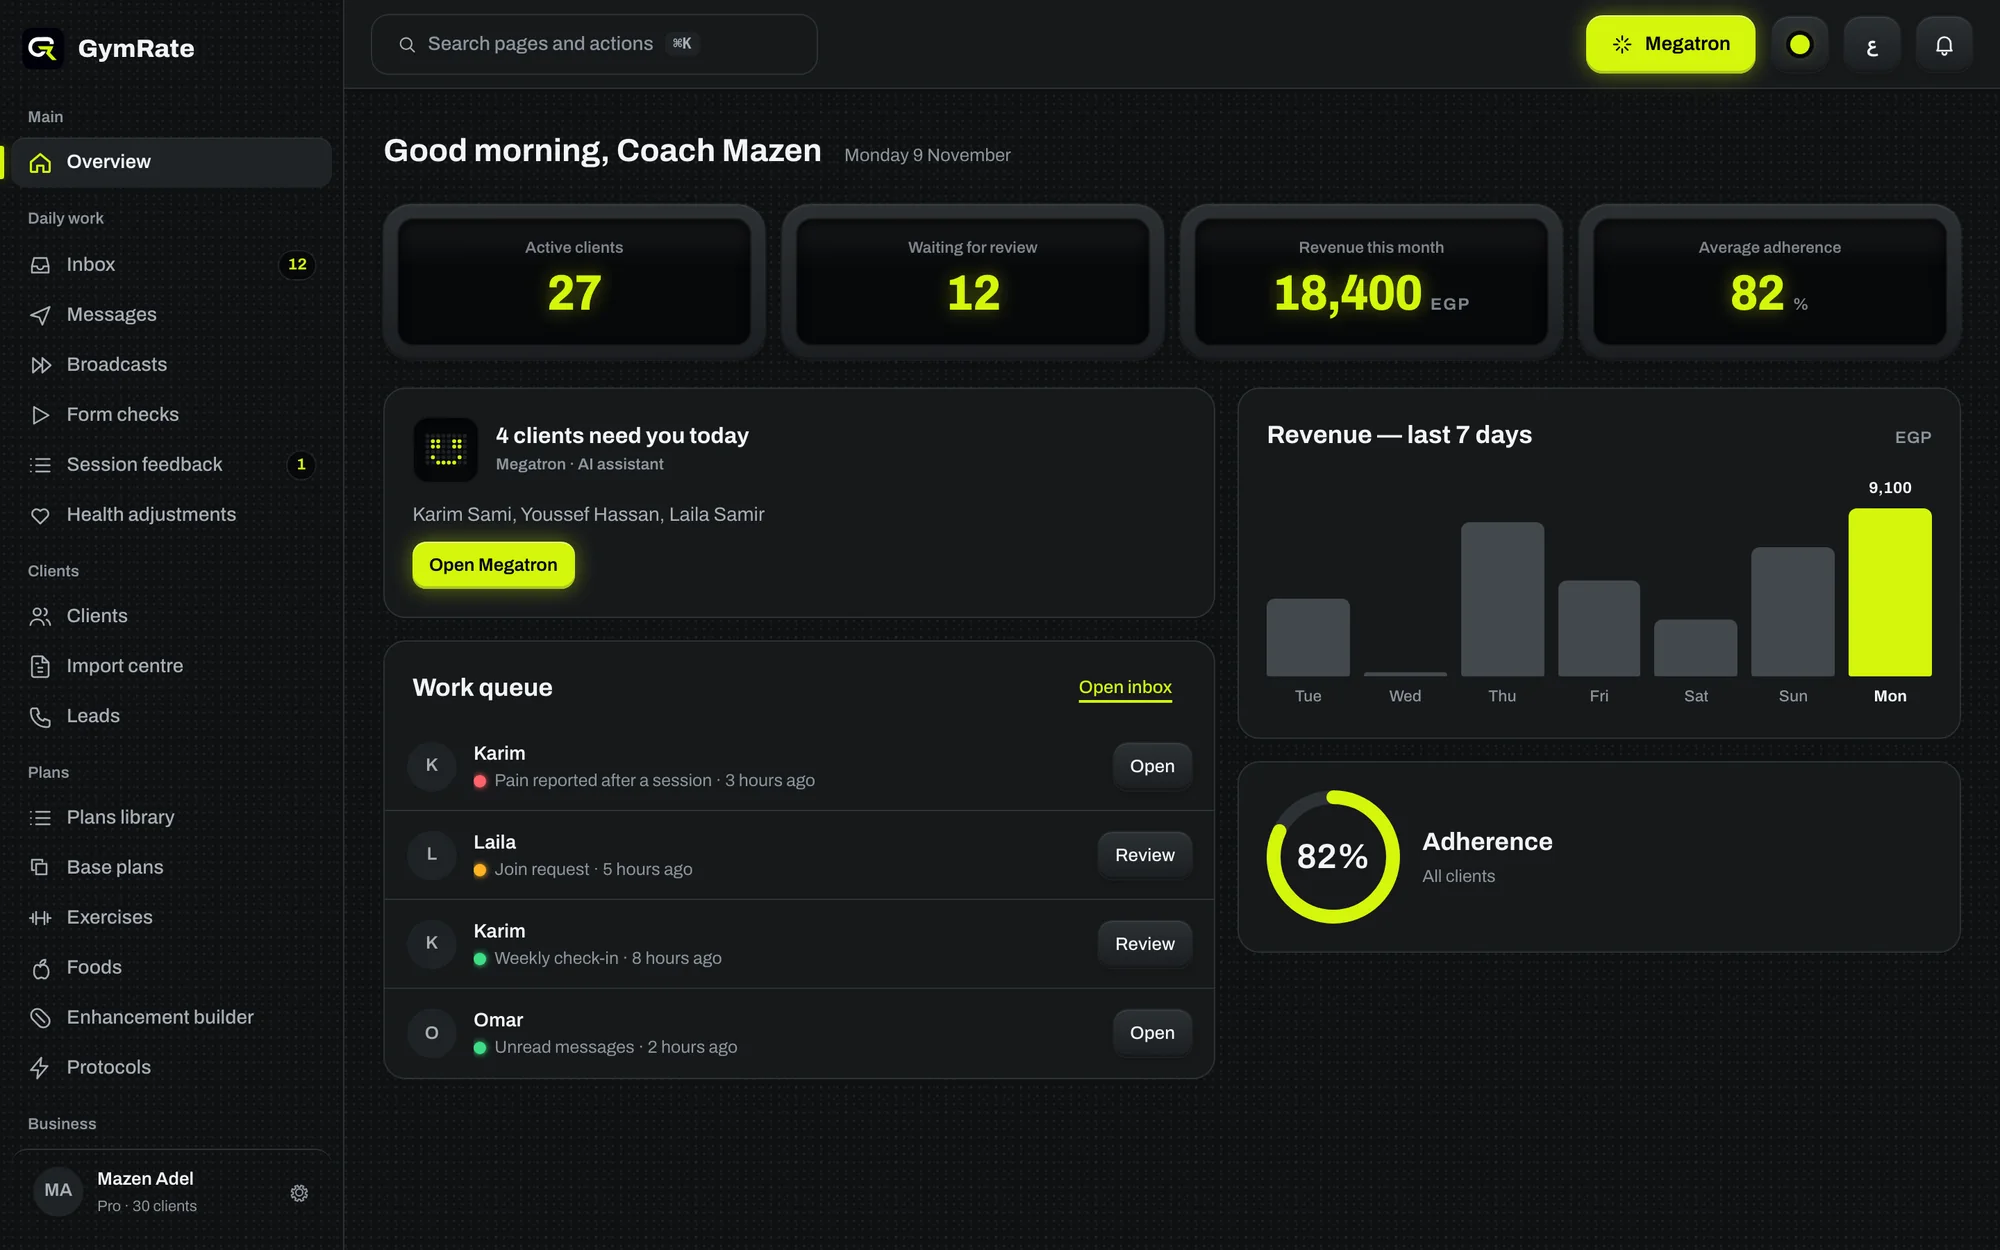 GymRate
Search pages and actions ⌘K
Megatron
ع
Main
Overview
Daily work
Inbox 12
Messages
Broadcasts
Form checks
Session feedback 1
Health adjustments
Clients
Clients
Import centre
Leads
Plans
Plans library
Base plans
Exercises
Foods
Enhancement builder
Protocols
Business
MA
Mazen Adel
Pro · 30 clients
Good morning, Coach Mazen Monday 9 November
Active clients
27
Waiting for review
12
Revenue this month
18,400 EGP
Average adherence
82 %
4 clients need you today
Megatron · AI assistant
Karim Sami, Youssef Hassan, Laila Samir
Open Megatron
Work queue Open inbox
K
Karim
Pain reported after a session · 3 hours ago
Open
L
Laila
Join request · 5 hours ago
Review
K
Karim
Weekly check-in · 8 hours ago
Review
O
Omar
Unread messages · 2 hours ago
Open
Revenue — last 7 days EGP
9,100
Tue Wed Thu Fri Sat Sun Mon
82%
Adherence
All clients